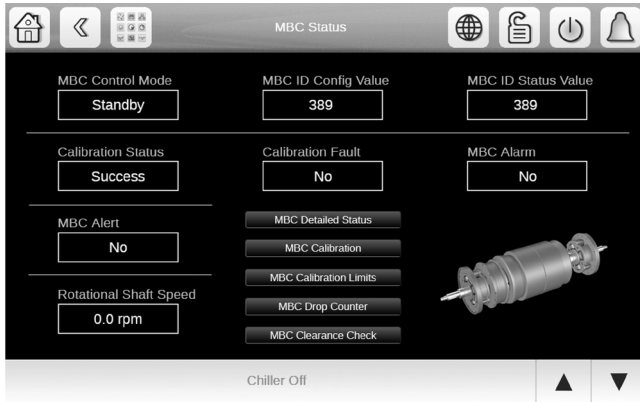 MBC Status
MBC Control Mode
Standby
MBC ID Config Value
389
MBC ID Status Value
389
Calibration Status
Success
Calibration Fault
No
MBC Alarm
No
MBC Alert
No
Rotational Shaft Speed
0.0 rpm
MBC Detailed Status
MBC Calibration
MBC Calibration Limits
MBC Drop Counter
MBC Clearance Check
Chiller Off